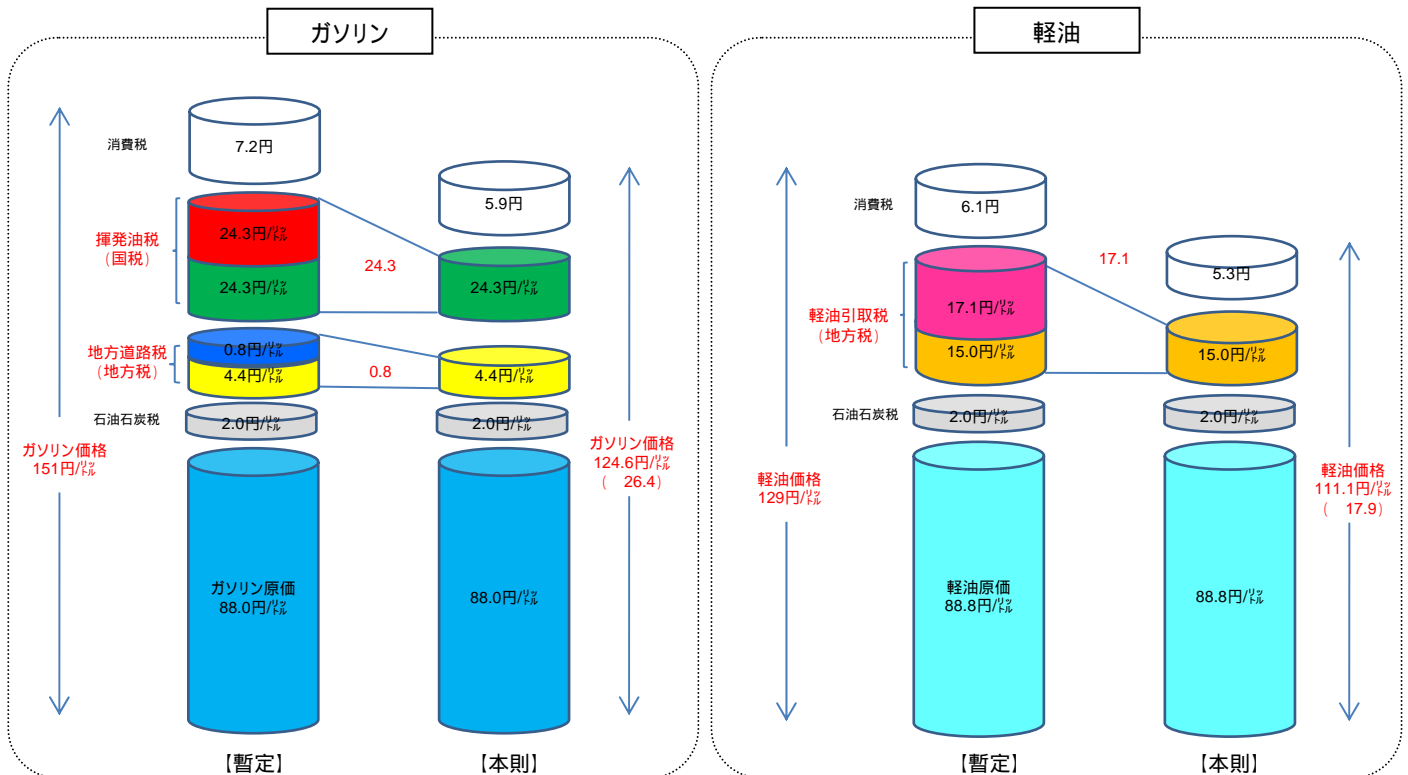 ガソリン
消費税
7.2円
5.9円
揮発油税
(国税)
24.3円/リットル
24.3円/リットル
24.3
24.3円/リットル
地方道路税
(地方税)
0.8円/リットル
4.4円/リットル
0.8
4.4円/リットル
石油石炭税
2.0円/リットル
2.0円/リットル
ガソリン価格
151円/リットル
ガソリン価格
124.6円/リットル
( 26.4)
ガソリン原価
88.0円/リットル
88.0円/リットル
【暫定】
【本則】
軽油
消費税
6.1円
5.3円
軽油引取税
(地方税)
17.1円/リットル
15.0円/リットル
17.1
15.0円/リットル
石油石炭税
2.0円/リットル
2.0円/リットル
軽油価格
129円/リットル
軽油価格
111.1円/リットル
( 17.9)
軽油原価
88.8円/リットル
88.8円/リットル
【暫定】
【本則】